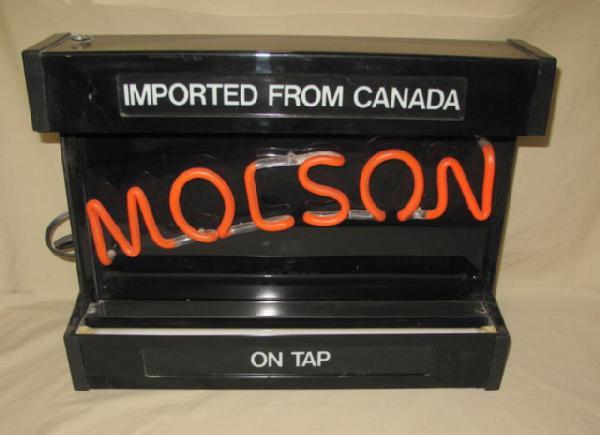 IMPORTED FROM CANADA
MOLSON
ON TAP